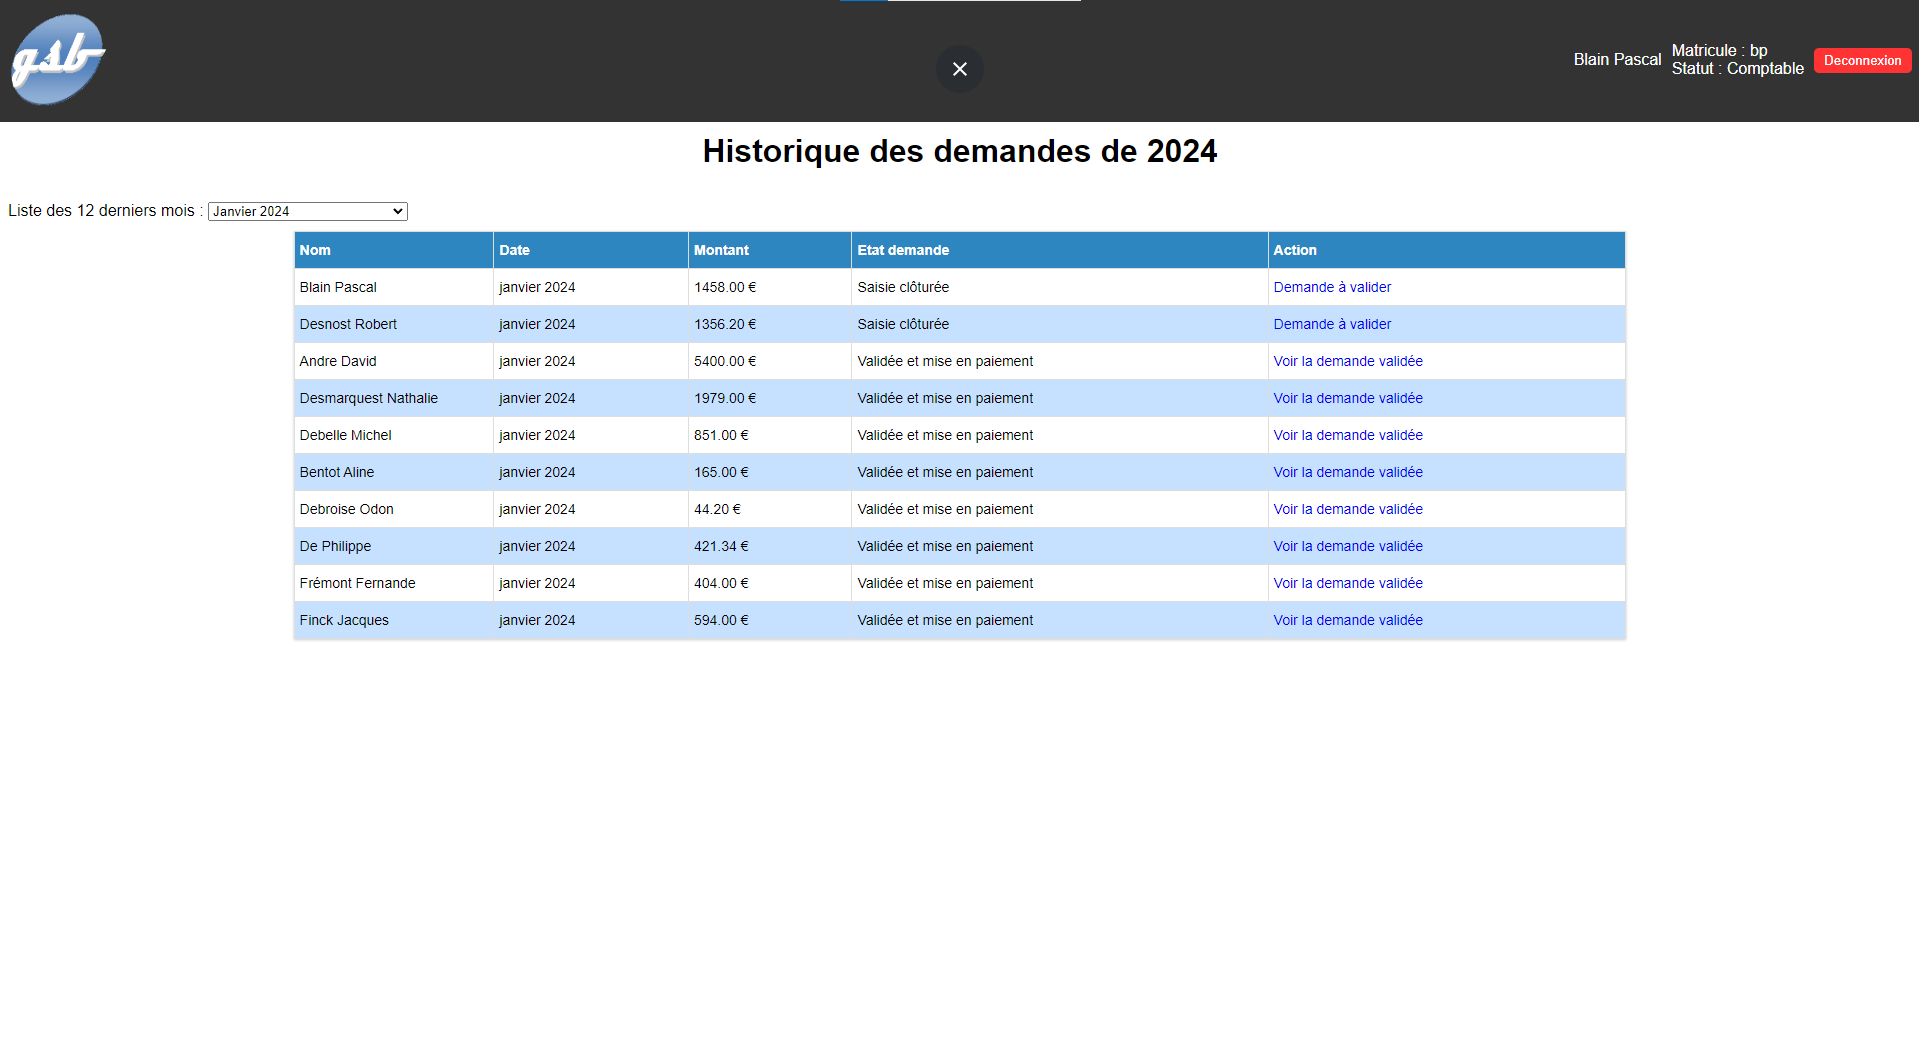 gsb
Blain Pascal
Matricule : bp
Statut : Comptable
Deconnexion
Historique des demandes de 2024
Liste des 12 derniers mois : Janvier 2024
Nom Date Montant Etat demande Action
Blain Pascal janvier 2024 1458.00 € Saisie clôturée Demande à valider
Desnost Robert janvier 2024 1356.20 € Saisie clôturée Demande à valider
Andre David janvier 2024 5400.00 € Validée et mise en paiement Voir la demande validée
Desmarquest Nathalie janvier 2024 1979.00 € Validée et mise en paiement Voir la demande validée
Debelle Michel janvier 2024 851.00 € Validée et mise en paiement Voir la demande validée
Bentot Aline janvier 2024 165.00 € Validée et mise en paiement Voir la demande validée
Debroise Odon janvier 2024 44.20 € Validée et mise en paiement Voir la demande validée
De Philippe janvier 2024 421.34 € Validée et mise en paiement Voir la demande validée
Frémont Fernande janvier 2024 404.00 € Validée et mise en paiement Voir la demande validée
Finck Jacques janvier 2024 594.00 € Validée et mise en paiement Voir la demande validée